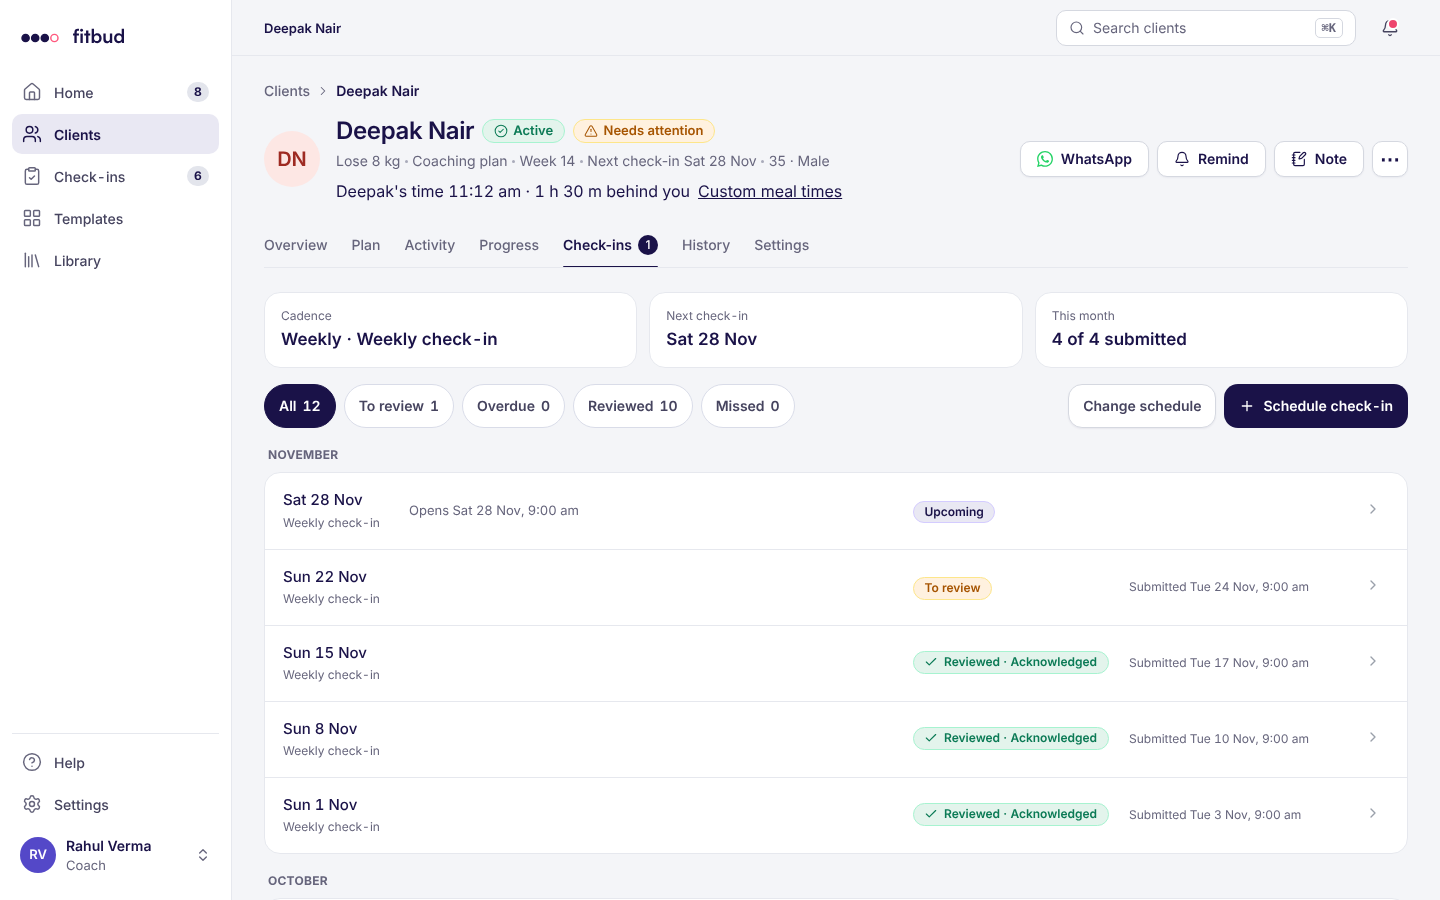 fitbud
Home 8
Clients
Check-ins 6
Templates
Library
Help
Settings
RV
Rahul Verma
Coach
Deepak Nair
Search clients ⌘K
Clients > Deepak Nair
DN
Deepak Nair Active Needs attention
Lose 8 kg · Coaching plan · Week 14 · Next check-in Sat 28 Nov · 35 · Male
Deepak's time 11:12 am · 1 h 30 m behind you Custom meal times
WhatsApp Remind Note
Overview Plan Activity Progress Check-ins 1 History Settings
Cadence
Weekly · Weekly check-in
Next check-in
Sat 28 Nov
This month
4 of 4 submitted
All 12 To review 1 Overdue 0 Reviewed 10 Missed 0 Change schedule + Schedule check-in
NOVEMBER
Sat 28 Nov
Weekly check-in
Opens Sat 28 Nov, 9:00 am
Upcoming
Sun 22 Nov
Weekly check-in
To review
Submitted Tue 24 Nov, 9:00 am
Sun 15 Nov
Weekly check-in
Reviewed · Acknowledged
Submitted Tue 17 Nov, 9:00 am
Sun 8 Nov
Weekly check-in
Reviewed · Acknowledged
Submitted Tue 10 Nov, 9:00 am
Sun 1 Nov
Weekly check-in
Reviewed · Acknowledged
Submitted Tue 3 Nov, 9:00 am
OCTOBER